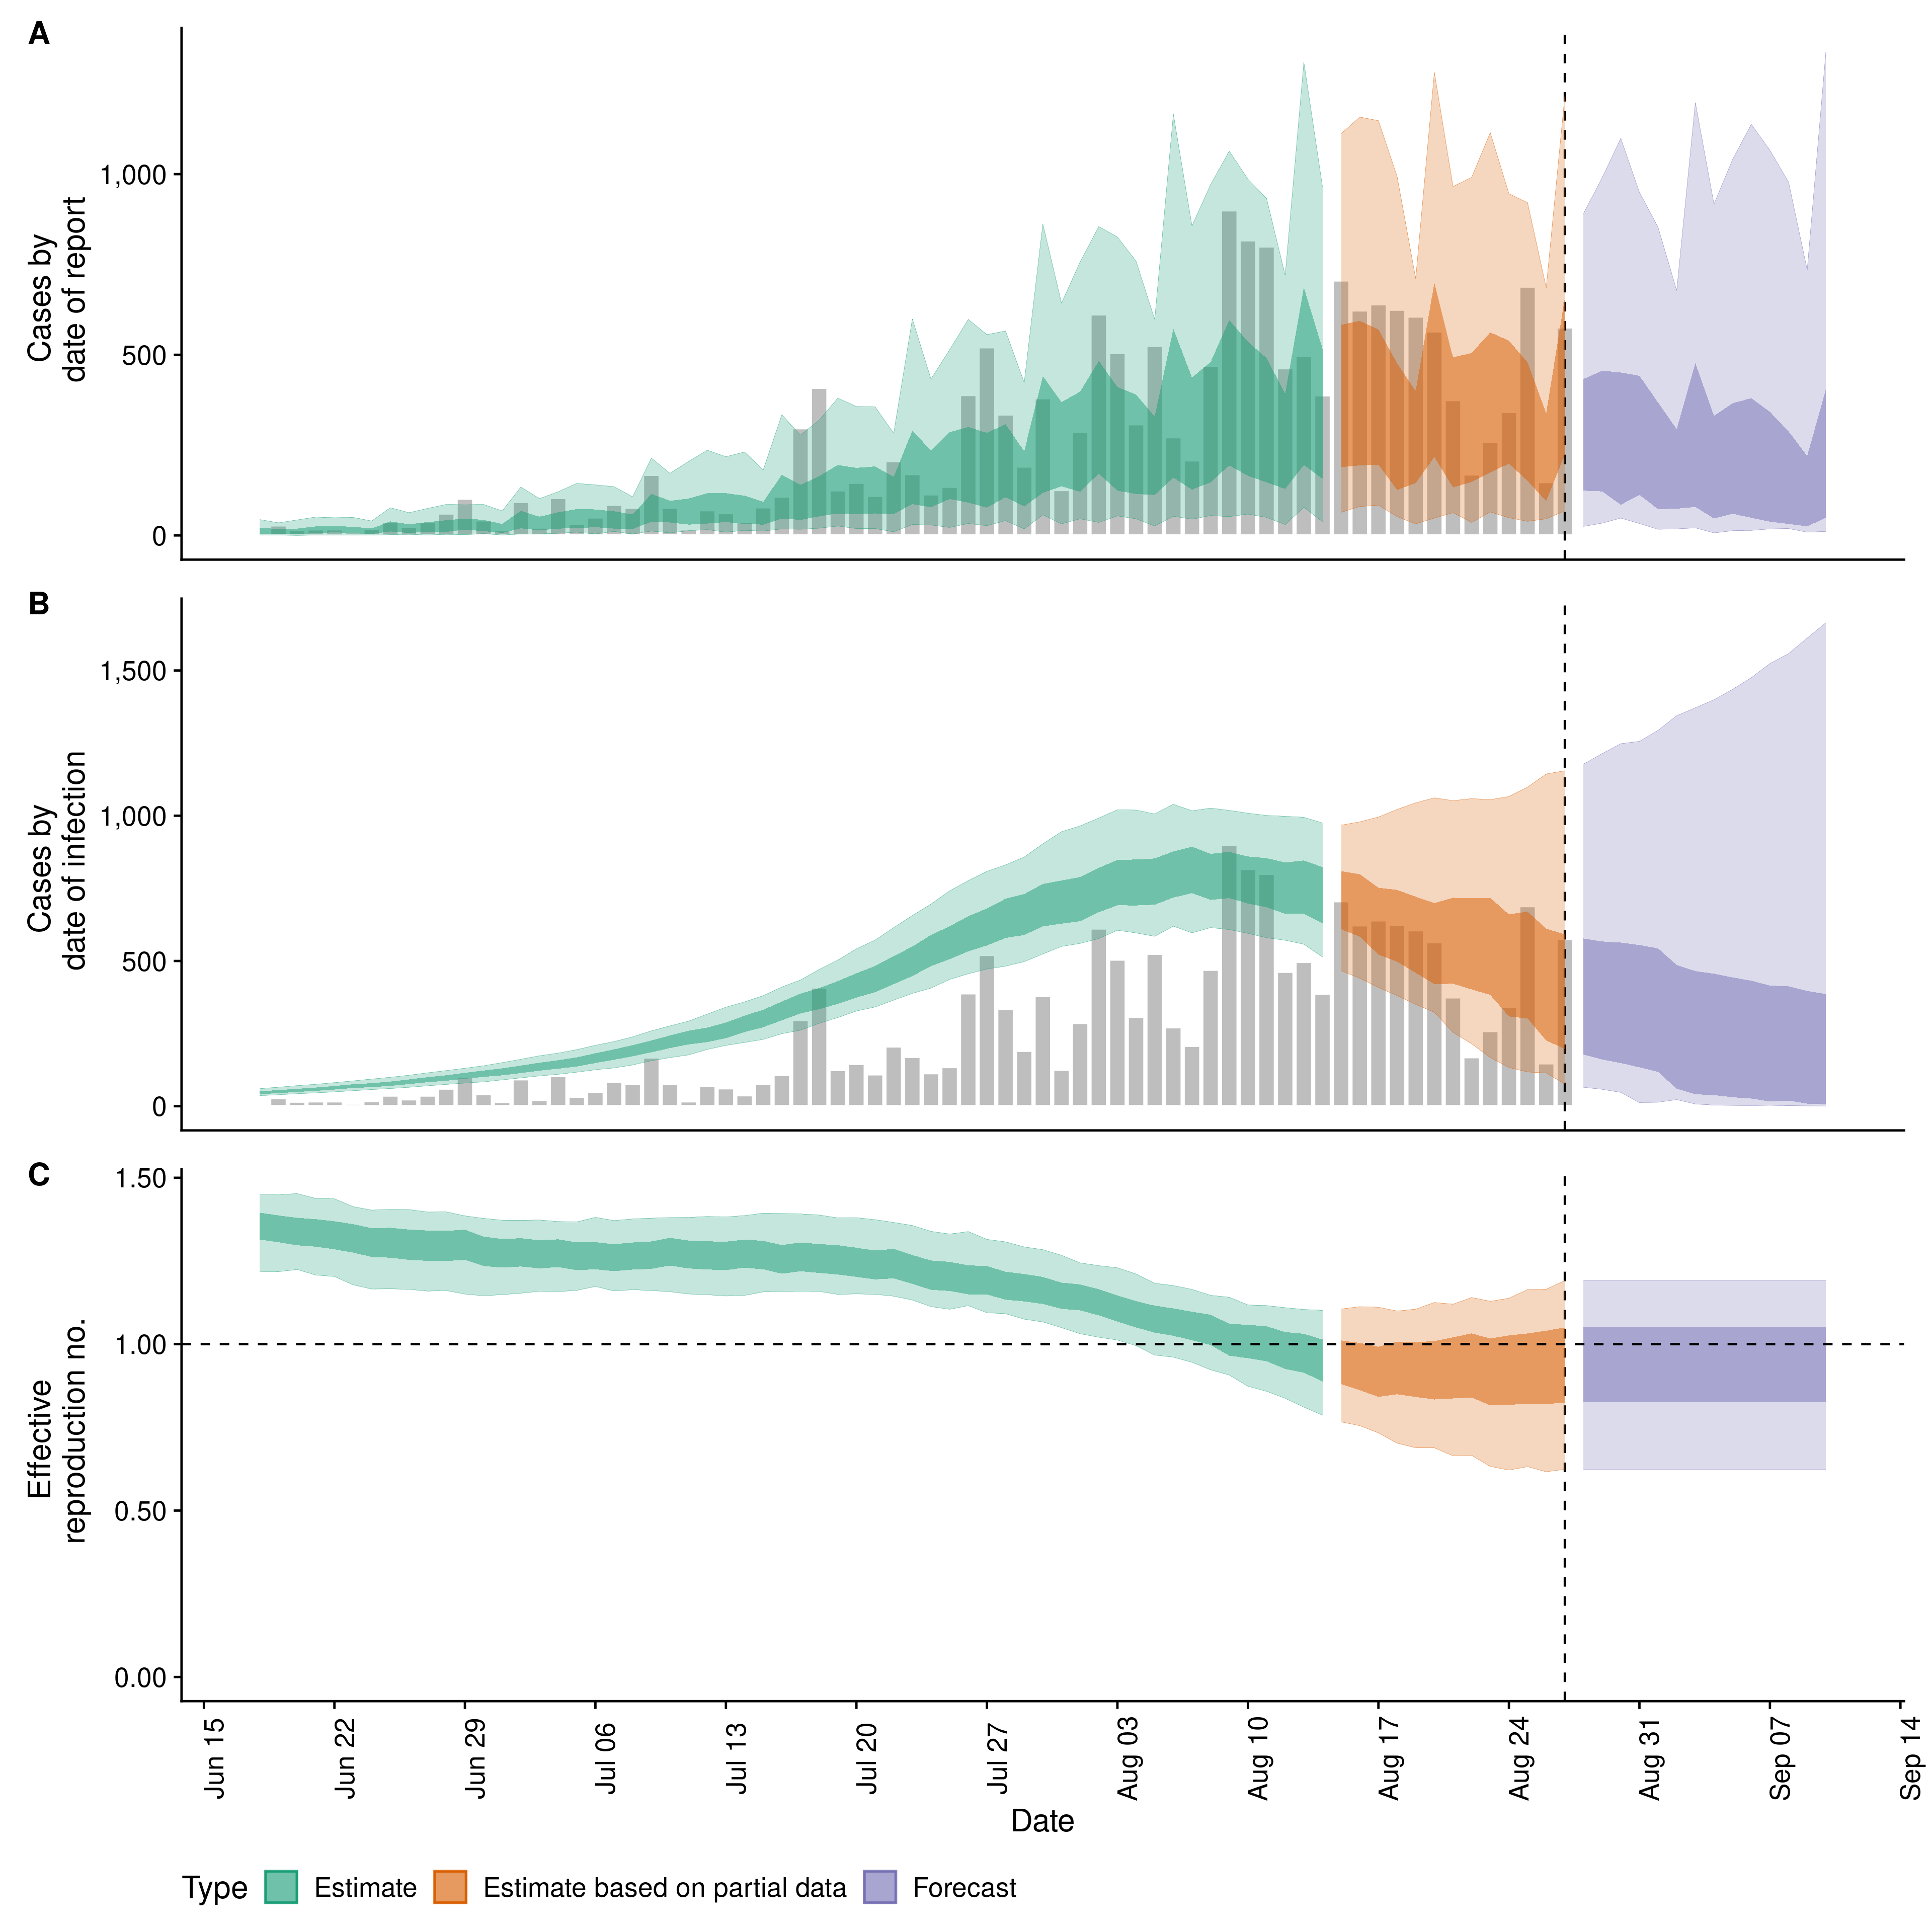 A
Cases by
date of report
1,000
500
0
B
Cases by
date of infection
1,500
1,000
500
0
C
Effective
reproduction no.
1.50
1.00
0.50
0.00
Jun 15
Jun 22
Jun 29
Jul 06
Jul 13
Jul 20
Jul 27
Aug 03
Aug 10
Aug 17
Aug 24
Aug 31
Sep 07
Sep 14
Date
Type
Estimate
Estimate based on partial data
Forecast